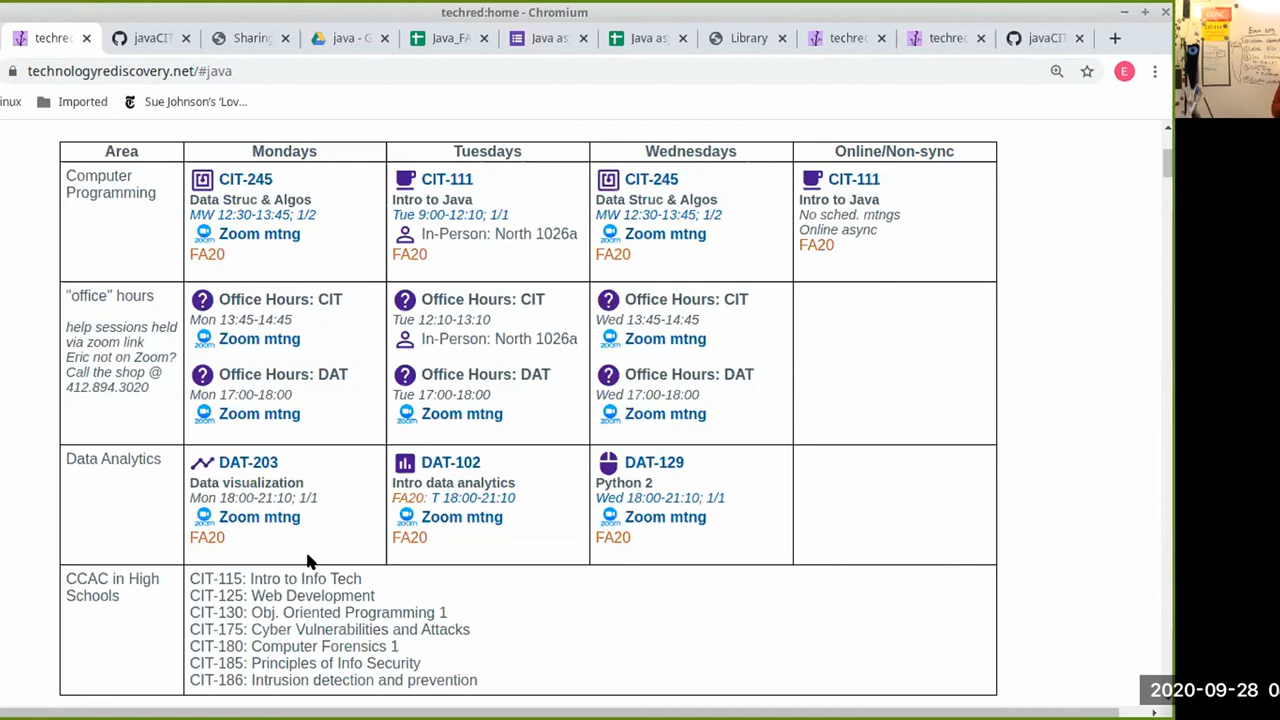 techred:home - Chromium
techrec
javaCIT
Sharing
java - G
Java_FA
Java as
Java as
Library
techrec
techrec
javaCIT
technologyrediscovery.net/#java
E
inux
Imported
Sue Johnson's 'Lov...
Area
Mondays
Tuesdays
Wednesdays
Online/Non-sync
Computer
Programming
CIT-245
Data Struc & Algos
MW 12:30-13:45; 1/2
zoom
Zoom mtng
FA20
CIT-111
Intro to Java
Tue 9:00-12:10; 1/1
In-Person: North 1026a
FA20
CIT-245
Data Struc & Algos
MW 12:30-13:45; 1/2
zoom
Zoom mtng
FA20
CIT-111
Intro to Java
No sched. mtngs
Online async
FA20
"office" hours
help sessions held
via zoom link
Eric not on Zoom?
Call the shop @
412.894.3020
Office Hours: CIT
Mon 13:45-14:45
zoom
Zoom mtng
Office Hours: DAT
Mon 17:00-18:00
zoom
Zoom mtng
Office Hours: CIT
Tue 12:10-13:10
In-Person: North 1026a
Office Hours: DAT
Tue 17:00-18:00
zoom
Zoom mtng
Office Hours: CIT
Wed 13:45-14:45
zoom
Zoom mtng
Office Hours: DAT
Wed 17:00-18:00
zoom
Zoom mtng
Data Analytics
DAT-203
Data visualization
Mon 18:00-21:10; 1/1
zoom
Zoom mtng
FA20
DAT-102
Intro data analytics
FA20: T 18:00-21:10
zoom
Zoom mtng
FA20
DAT-129
Python 2
Wed 18:00-21:10; 1/1
zoom
Zoom mtng
FA20
CCAC in High
Schools
CIT-115: Intro to Info Tech
CIT-125: Web Development
CIT-130: Obj. Oriented Programming 1
CIT-175: Cyber Vulnerabilities and Attacks
CIT-180: Computer Forensics 1
CIT-185: Principles of Info Security
CIT-186: Intrusion detection and prevention
2020-09-28